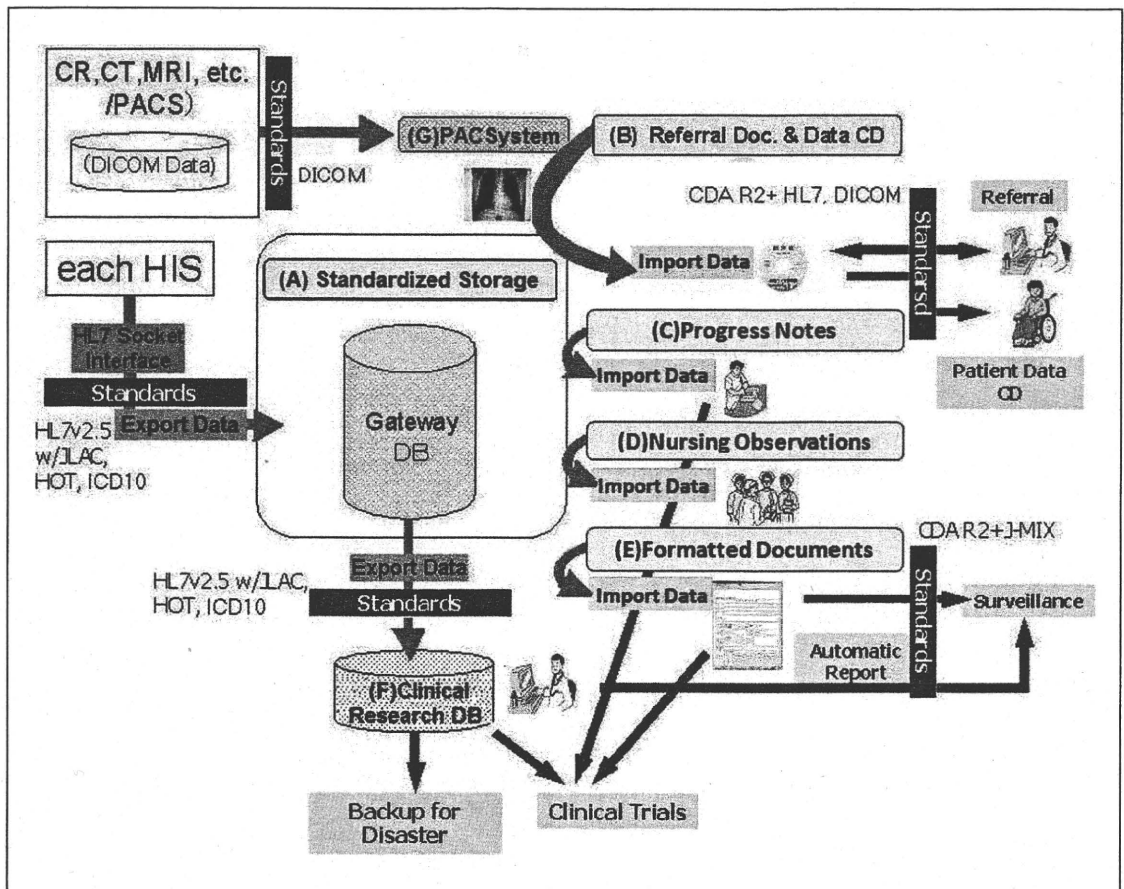 CR,CT,MRI, etc.
/PACS)
(DICOM Data)
Standards
DICOM
(G)PACSystem
(B) Referral Doc. & Data CD
CDA R2+ HL7, DICOM
Import Data
Standarsd
Referral
Patient Data
CD
each HIS
HL7 Socket
Interface
Standards
Export Data
HL7v2.5
w/JLAC,
HOT, ICD10
(A) Standardized Storage
Gateway
DB
(C)Progress Notes
Import Data
(D)Nursing Observations
Import Data
(E)Formatted Documents
Import Data
CDA R2+J-MIX
Standards
Surveillance
Automatic
Report
Export Data
HL7v2.5 w/JLAC,
HOT, ICD10
Standards
(F)Clinical
Research DB
Backup for
Disaster
Clinical Trials